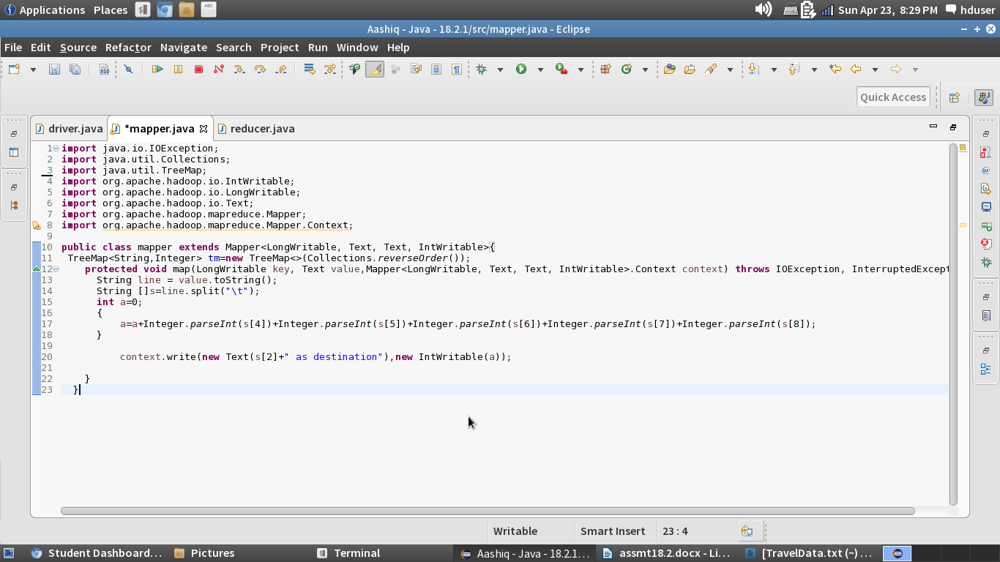 Applications Places $ ABC Sun Apr 23, 8:29 PM hduser
Aashiq - Java - 18.2.1/src/mapper.java - Eclipse
File Edit Source Refactor Navigate Search Project Run Window Help
Quick Access
driver.java *mapper.java reducer.java
1 import java.io.IOException;
2 import java.util.Collections;
3 import java.util.TreeMap;
4 import org.apache.hadoop.io.IntWritable;
5 import org.apache.hadoop.io.LongWritable;
6 import org.apache.hadoop.io.Text;
7 import org.apache.hadoop.mapreduce.Mapper;
8 import org.apache.hadoop.mapreduce.Mapper.Context;
9
10 public class mapper extends Mapper<LongWritable, Text, Text, IntWritable>{
11 TreeMap<String,Integer> tm=new TreeMap<>(Collections.reverseOrder());
12 protected void map(LongWritable key, Text value,Mapper<LongWritable, Text, Text, IntWritable>.Context context) throws IOException, InterruptedExcept
13 String line = value.toString();
14 String []s=line.split("\t");
15 int a=0;
16 {
17 a=a+Integer.parseInt(s[4])+Integer.parseInt(s[5])+Integer.parseInt(s[6])+Integer.parseInt(s[7])+Integer.parseInt(s[8]);
18 }
19
20 context.write(new Text(s[2]+" as destination"),new IntWritable(a));
21
22 }
23 }
Writable Smart Insert 23 : 4
Student Dashboard... Pictures Terminal Aashiq - Java - 18.2.1... assmt18.2.docx - Li... [TravelData.txt (~) ...